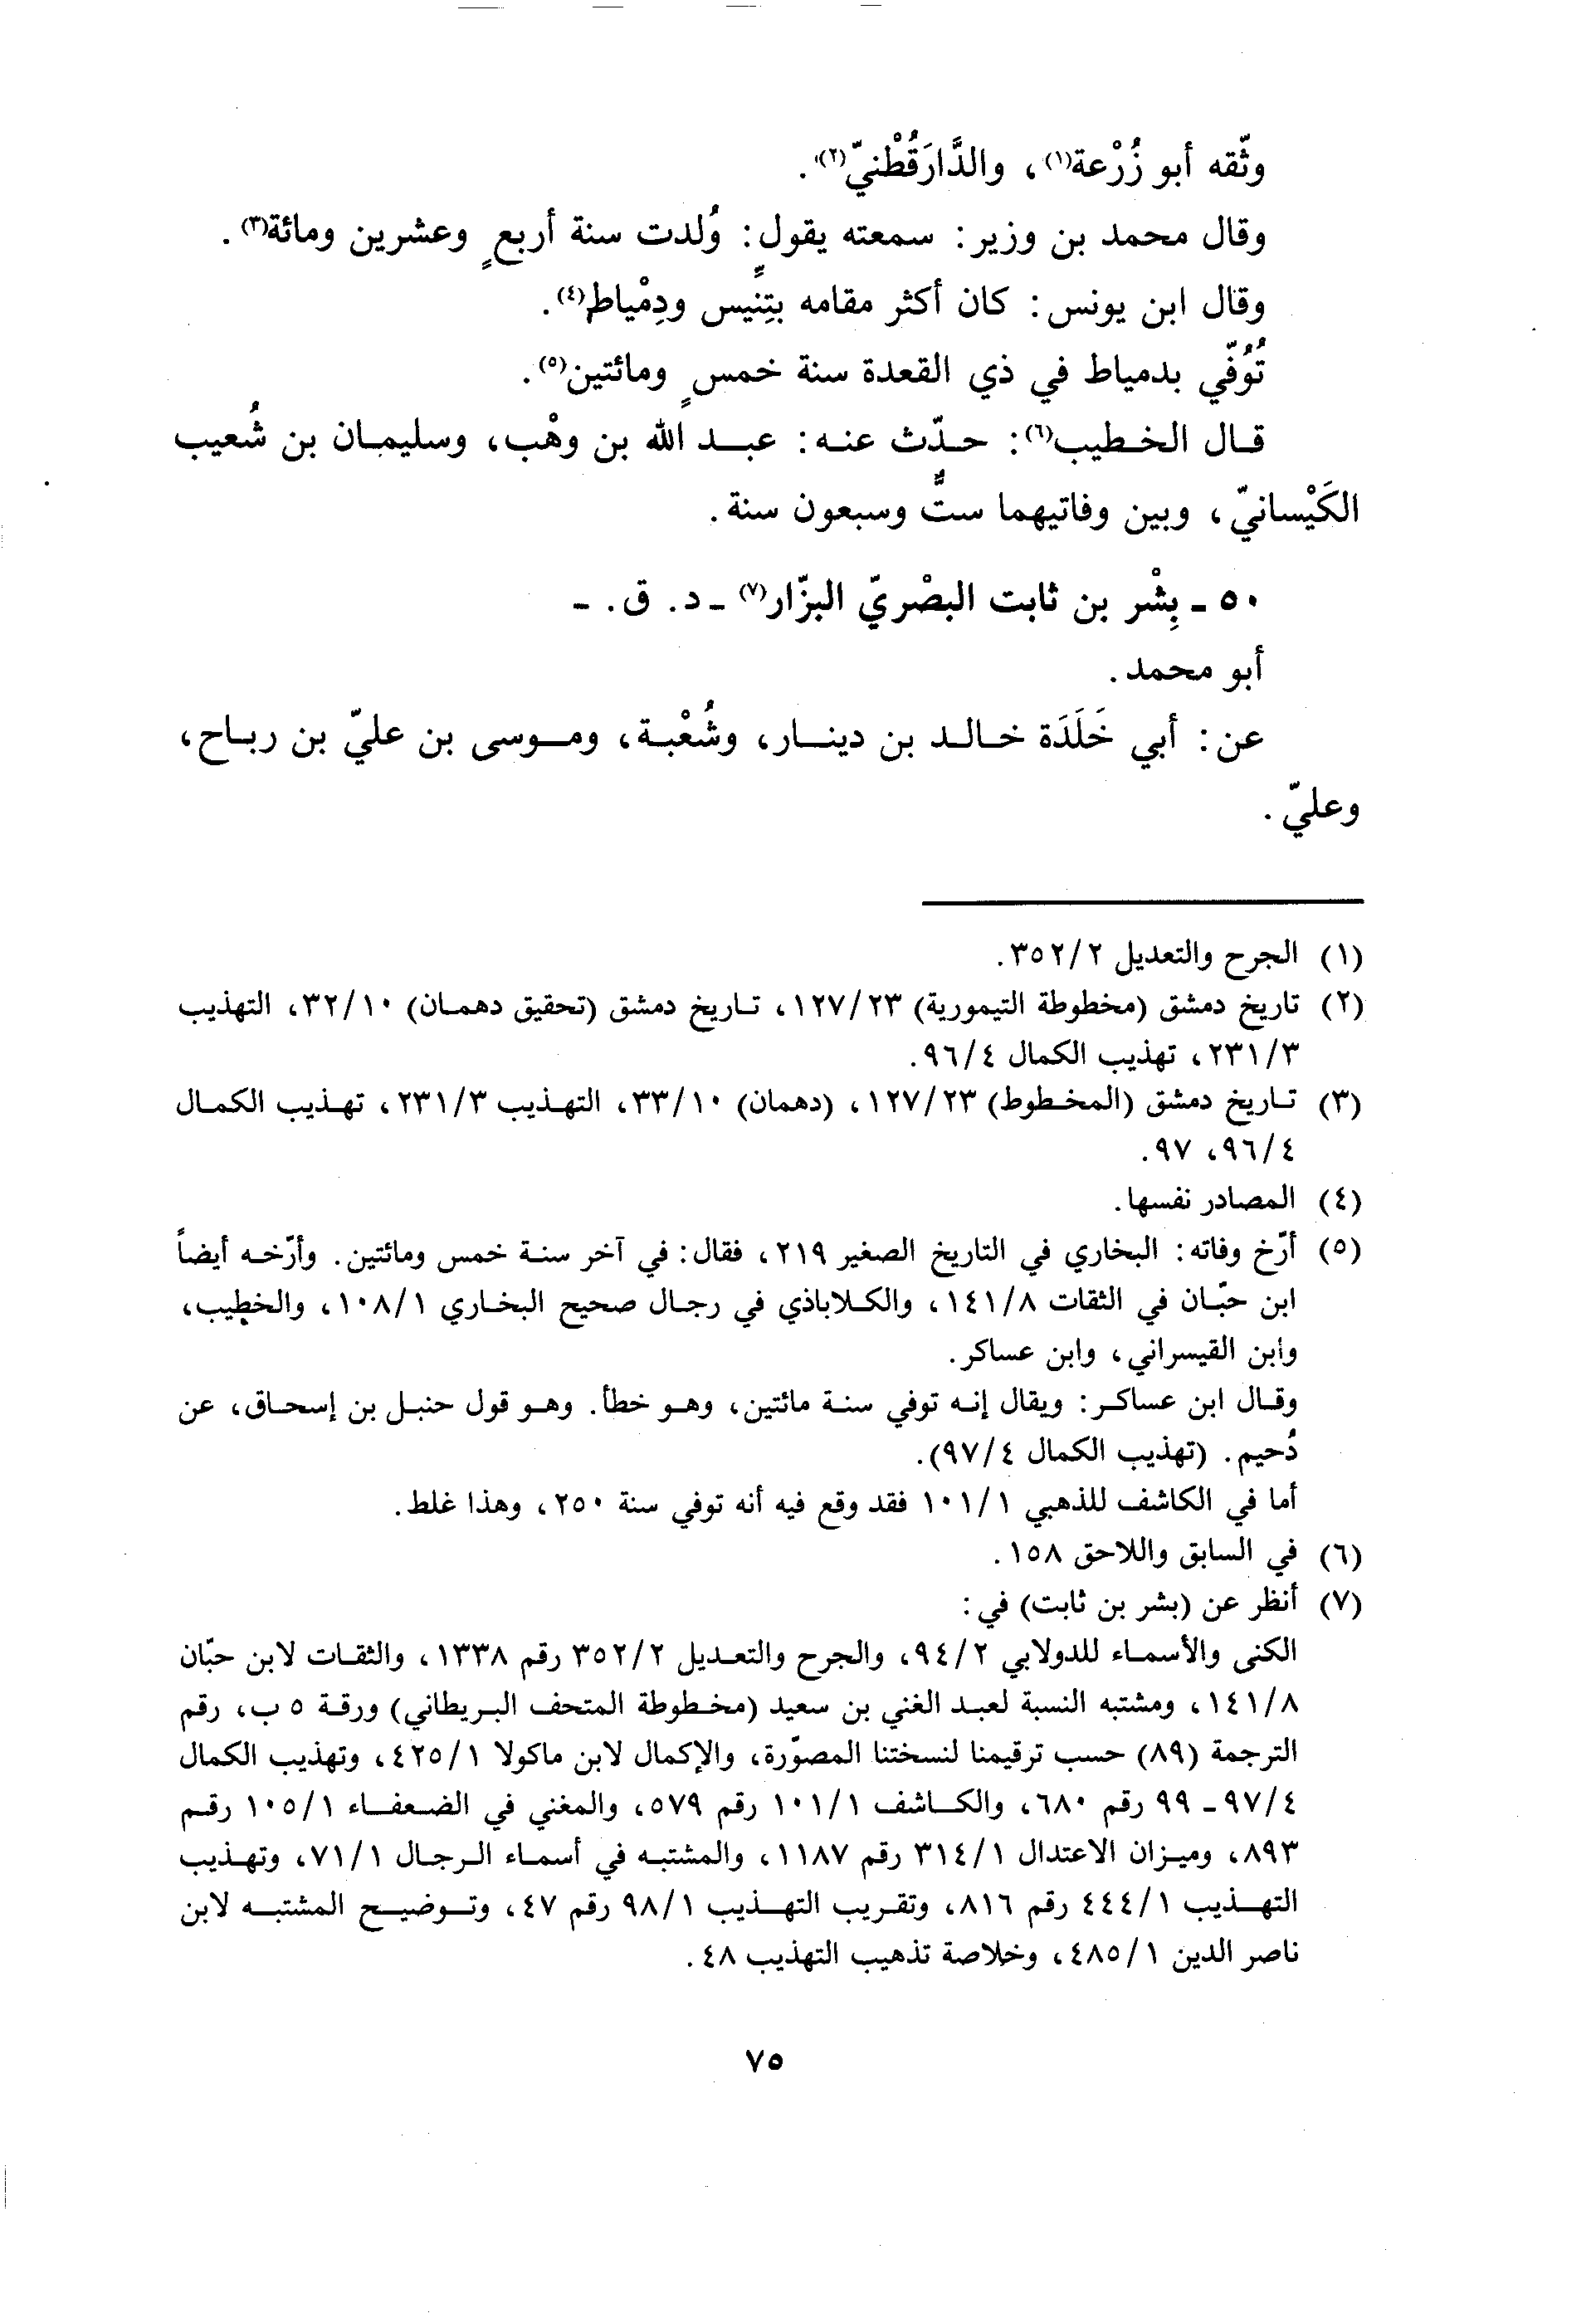 وثّقه أبو زُرْعة(١)، والدَّارَقُطْنيّ(٢).
وقال محمد بن وزير: سمعته يقول: وُلدت سنة أربعٍ وعشرين ومائة(٣).
وقال ابن يونس: كان أكثر مقامه بتِنِّيس ودِمْياط(٤).
تُوُفّي بدمياط في ذي القعدة سنة خمسٍ ومائتين(٥).
قال الخطيب(٦): حدّث عنه: عبد الله بن وهْب، وسليمان بن شُعيب
الكَيْسانيّ، وبين وفاتيهما ستٌّ وسبعون سنة.
٥٠ ـ بِشْر بن ثابت البصْريّ البزّار(٧) ـ د. ق. ـ
أبو محمد.
عن: أبي خَلَدَة خالد بن دينار، وشُعْبة، وموسى بن عليّ بن رباح،
وعليّ.
(١) الجرح والتعديل ٣٥٢/٢.
(٢) تاريخ دمشق (مخطوطة التيمورية) ١٢٧/٢٣، تاريخ دمشق (تحقيق دهمان) ٣٢/١٠، التهذيب
٢٣١/٣، تهذيب الكمال ٩٦/٤.
(٣) تاريخ دمشق (المخطوط) ١٢٧/٢٣، (دهمان) ٣٣/١٠، التهذيب ٢٣١/٣، تهذيب الكمال
٩٦/٤، ٩٧.
(٤) المصادر نفسها.
(٥) أرّخ وفاته: البخاري في التاريخ الصغير ٢١٩، فقال: في آخر سنة خمس ومائتين. وأرّخه أيضاً
ابن حبّان في الثقات ١٤١/٨، والكلاباذي في رجال صحيح البخاري ١٠٨/١، والخطيب،
وابن القيسراني، وابن عساكر.
وقال ابن عساكر: ويقال إنه توفي سنة مائتين، وهو خطأ. وهو قول حنبل بن إسحاق، عن
دُحيم. (تهذيب الكمال ٩٧/٤).
أما في الكاشف للذهبي ١٠١/١ فقد وقع فيه أنه توفي سنة ٢٥٠، وهذا غلط.
(٦) في السابق واللاحق ١٥٨.
(٧) أنظر عن (بشر بن ثابت) في:
الكنى والأسماء للدولابي ٩٤/٢، والجرح والتعديل ٣٥٢/٢ رقم ١٣٣٨، والثقات لابن حبّان
١٤١/٨، ومشتبه النسبة لعبد الغني بن سعيد (مخطوطة المتحف البريطاني) ورقة ٥ ب، رقم
الترجمة (٨٩) حسب ترقيمنا لنسختنا المصوّرة، والإكمال لابن ماكولا ٤٢٥/١، وتهذيب الكمال
٩٧/٤ ـ ٩٩ رقم ٦٨٠، والكاشف ١٠١/١ رقم ٥٧٩، والمغني في الضعفاء ١٠٥/١ رقم
٨٩٣، وميزان الاعتدال ٣١٤/١ رقم ١١٨٧، والمشتبه في أسماء الرجال ٧١/١، وتهذيب
التهذيب ٤٤٤/١ رقم ٨١٦، وتقريب التهذيب ٩٨/١ رقم ٤٧، وتوضيح المشتبه لابن
ناصر الدين ٤٨٥/١، وخلاصة تذهيب التهذيب ٤٨.
٧٥